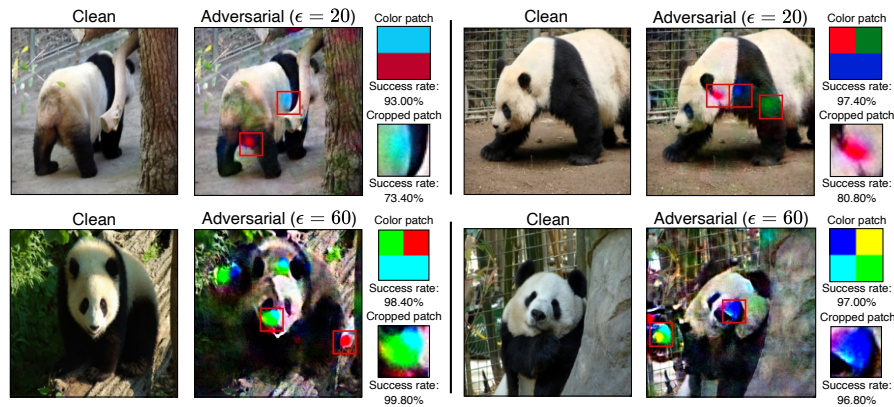 Clean
Adversarial (ϵ = 20)
Color patch
Success rate:
93.00%
Cropped patch
Success rate:
73.40%
Clean
Adversarial (ϵ = 20)
Color patch
Success rate:
97.40%
Success rate:
80.80%
Clean
Adversarial (ϵ = 60)
Color patch
Success rate:
98.40%
Cropped patch
Success rate:
99.80%
Clean
Adversarial (ϵ = 60)
Color patch
Success rate:
97.00%
Cropped patch
Success rate:
96.80%